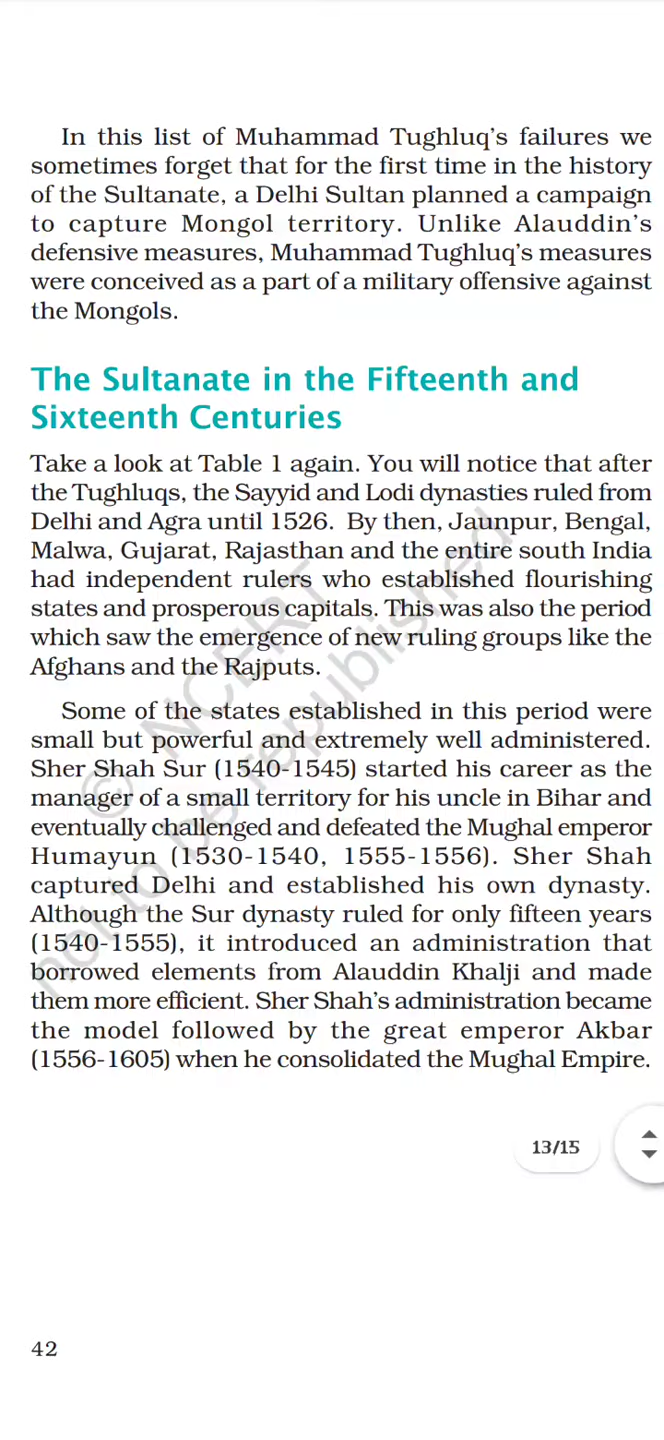 In this list of Muhammad Tughluq's failures we
sometimes forget that for the first time in the history
of the Sultanate, a Delhi Sultan planned a campaign
to capture Mongol territory. Unlike Alauddin's
defensive measures, Muhammad Tughluq's measures
were conceived as a part of a military offensive against
the Mongols.
The Sultanate in the Fifteenth and
Sixteenth Centuries
Take a look at Table 1 again. You will notice that after
the Tughluqs, the Sayyid and Lodi dynasties ruled from
Delhi and Agra until 1526. By then, Jaunpur, Bengal,
Malwa, Gujarat, Rajasthan and the entire south India
had independent rulers who established flourishing
states and prosperous capitals. This was also the period
which saw the emergence of new ruling groups like the
Afghans and the Rajputs.
Some of the states established in this period were
small but powerful and extremely well administered.
Sher Shah Sur (1540-1545) started his career as the
manager of a small territory for his uncle in Bihar and
eventually challenged and defeated the Mughal emperor
Humayun (1530-1540, 1555-1556). Sher Shah
captured Delhi and established his own dynasty.
Although the Sur dynasty ruled for only fifteen years
(1540-1555), it introduced an administration that
borrowed elements from Alauddin Khalji and made
them more efficient. Sher Shah's administration became
the model followed by the great emperor Akbar
(1556-1605) when he consolidated the Mughal Empire.
© NCERT
not to be republished
13/15
42